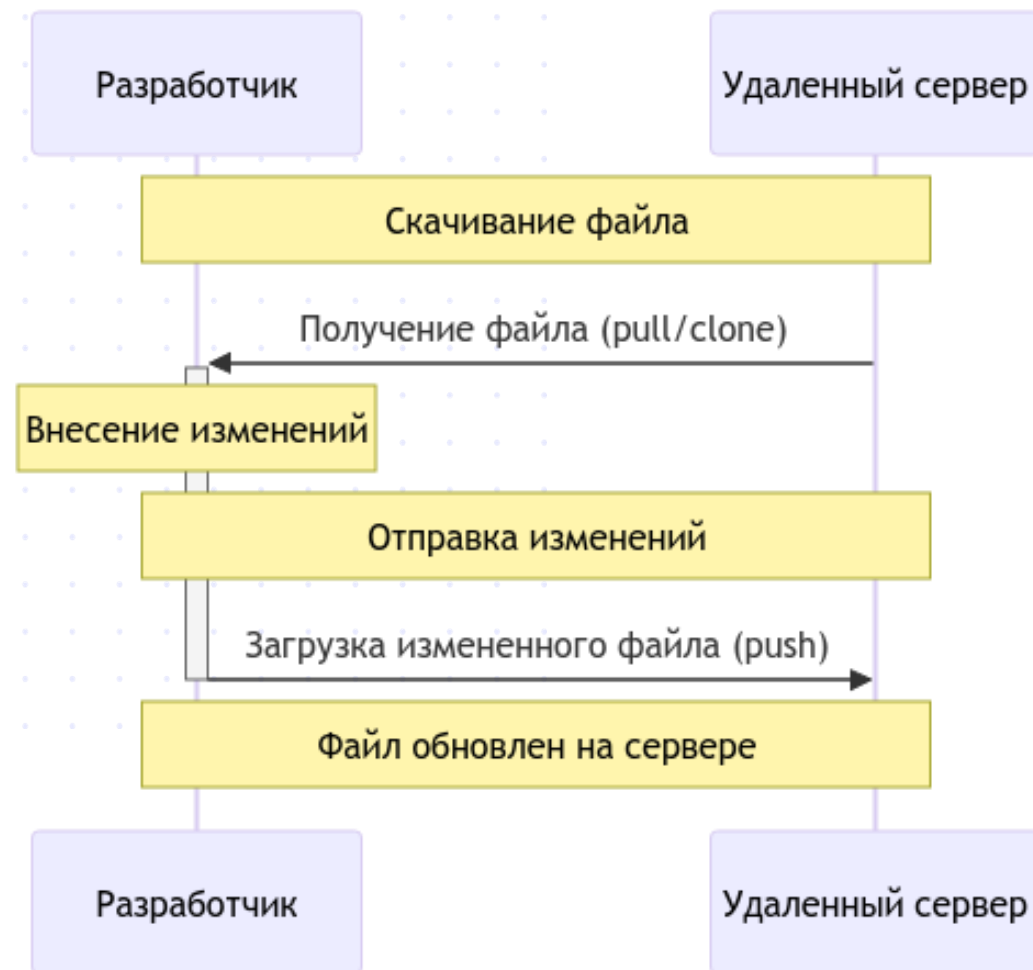 Разработчик
Удаленный сервер
Скачивание файла
Получение файла (pull/clone)
Внесение изменений
Отправка изменений
Загрузка измененного файла (push)
Файл обновлен на сервере
Разработчик
Удаленный сервер